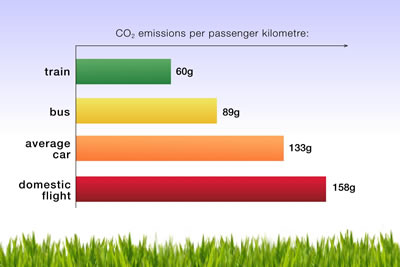 CO₂ emissions per passenger kilometre:
train 60g
bus 89g
average
car 133g
domestic
flight 158g